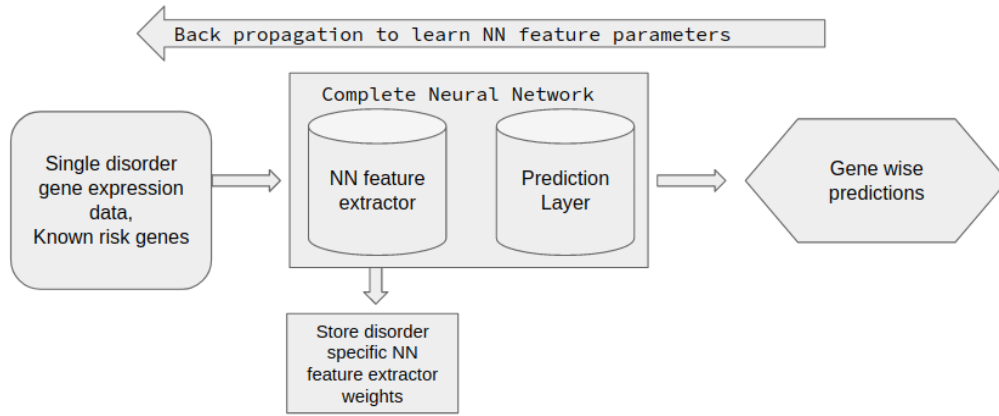 Back propagation to learn NN feature parameters
Complete Neural Network
Single disorder
gene expression
data,
Known risk genes
NN feature
extractor
Prediction
Layer
Gene wise
predictions
Store disorder
specific NN
feature extractor
weights